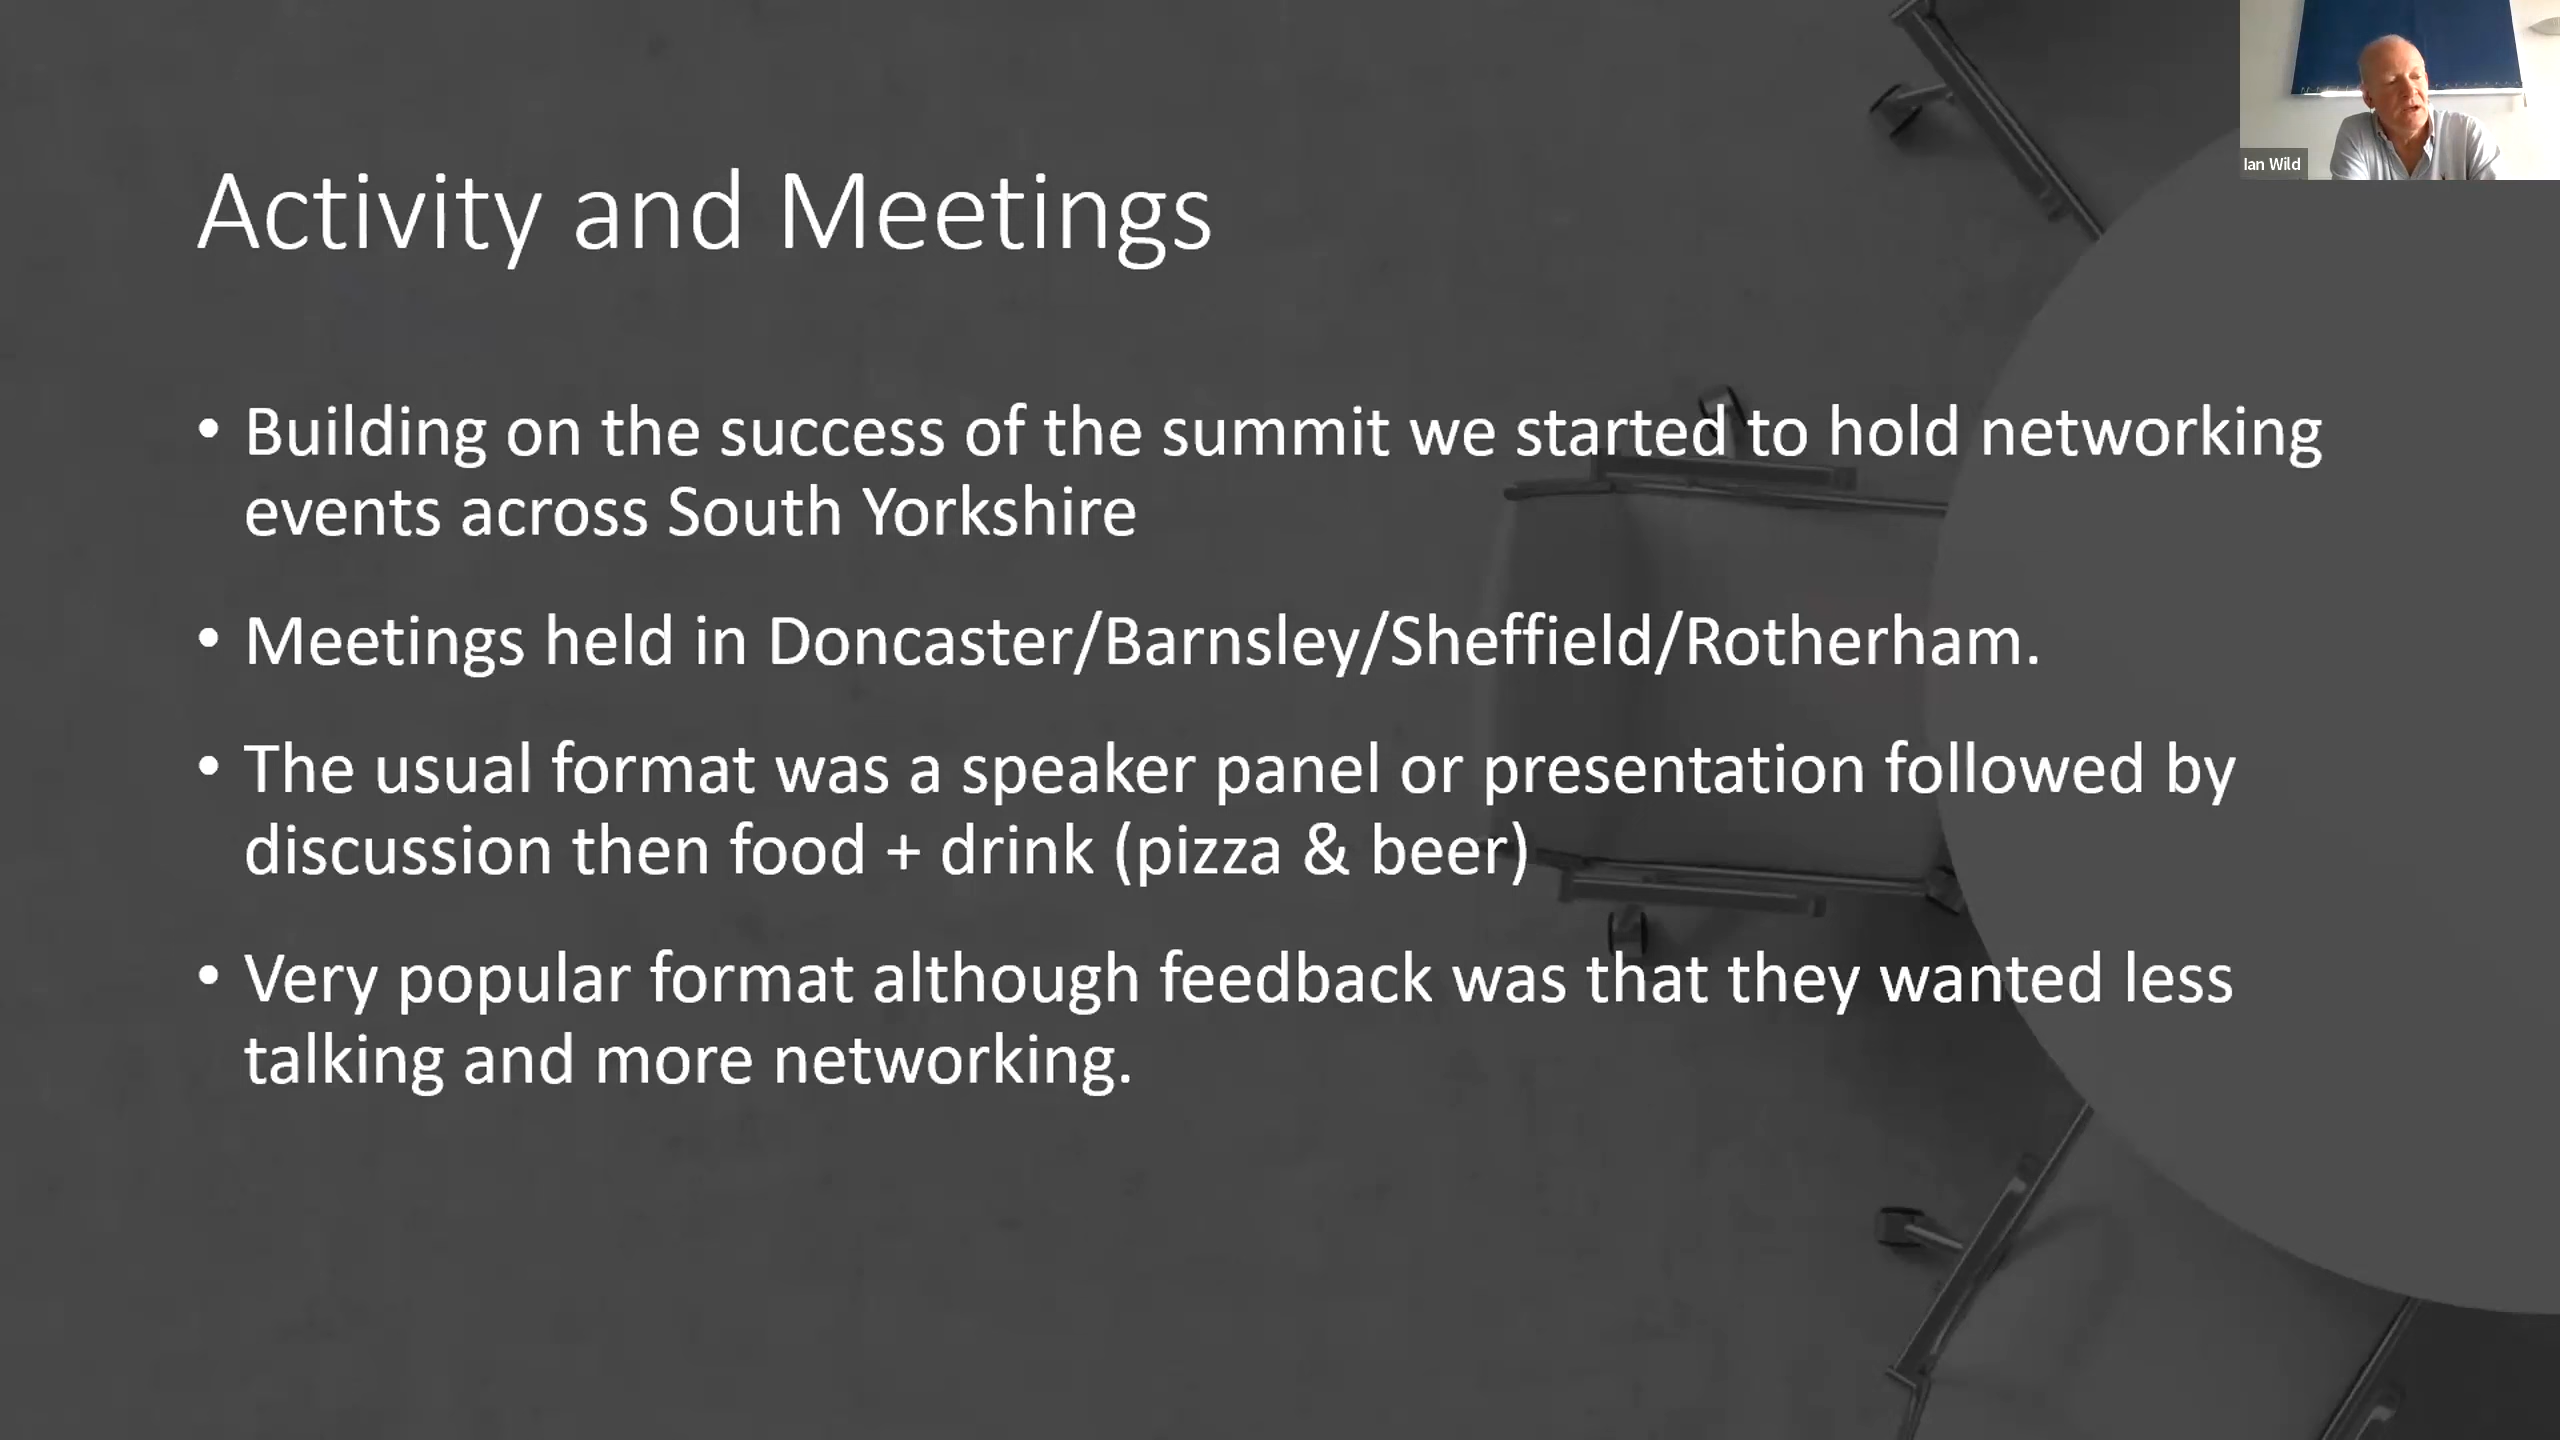 Ian Wild
Activity and Meetings
• Building on the success of the summit we started to hold networking
events across South Yorkshire
• Meetings held in Doncaster/Barnsley/Sheffield/Rotherham.
• The usual format was a speaker panel or presentation followed by
discussion then food + drink (pizza & beer)
• Very popular format although feedback was that they wanted less
talking and more networking.